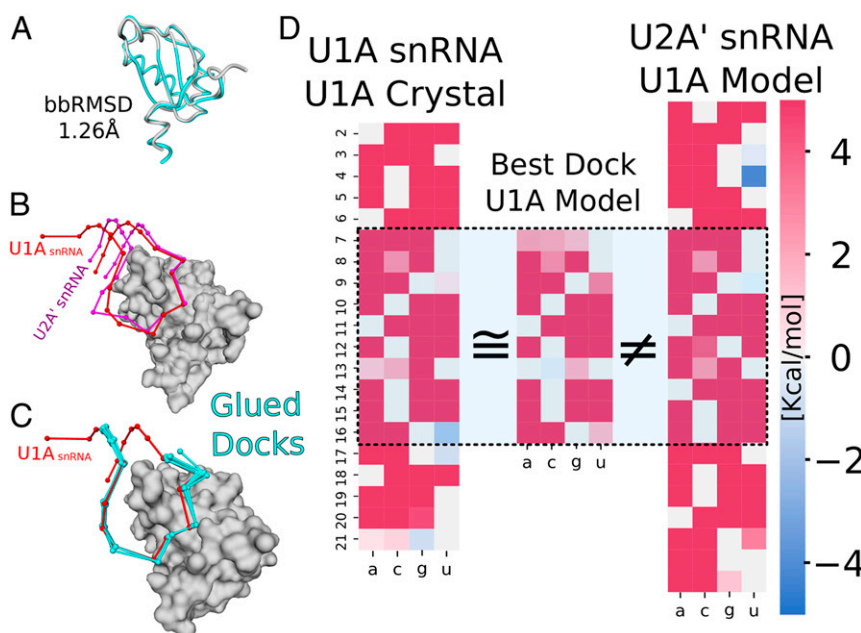 A
bbRMSD
1.26Å
B
U1A snRNA
U2A' snRNA
C
U1A snRNA
Glued
Docks
D
U1A snRNA
U1A Crystal
Best Dock
U1A Model
U2A' snRNA
U1A Model
2
3
4
5
6
7
8
9
10
11
12
13
14
15
16
17
18
19
20
21
a c g u
≅
a c g u
≠
a c g u
4
2
0
−2
−4
[Kcal/mol]